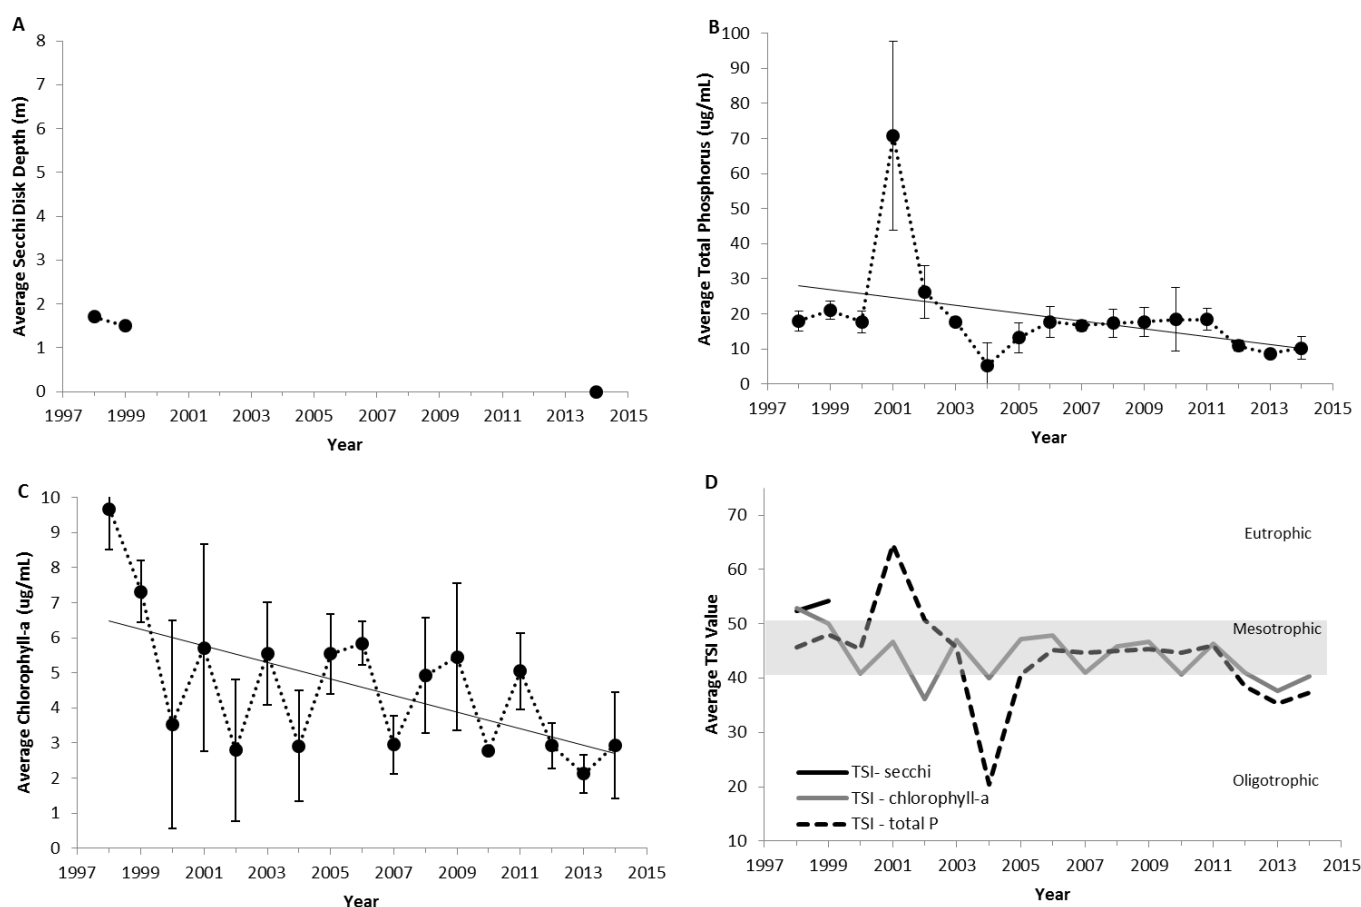 A
8
7
6
5
4
3
2
1
0
Average Secchi Disk Depth (m)
1997 1999 2001 2003 2005 2007 2009 2011 2013 2015
Year
B
100
90
80
70
60
50
40
30
20
10
0
Average Total Phosphorus (ug/mL)
1997 1999 2001 2003 2005 2007 2009 2011 2013 2015
Year
C
10
9
8
7
6
5
4
3
2
1
0
Average Chlorophyll-a (ug/mL)
1997 1999 2001 2003 2005 2007 2009 2011 2013 2015
Year
D
70
60
50
40
30
20
10
Average TSI Value
Eutrophic
Mesotrophic
Oligotrophic
TSI- secchi
TSI - chlorophyll-a
TSI - total P
1997 1999 2001 2003 2005 2007 2009 2011 2013 2015
Year